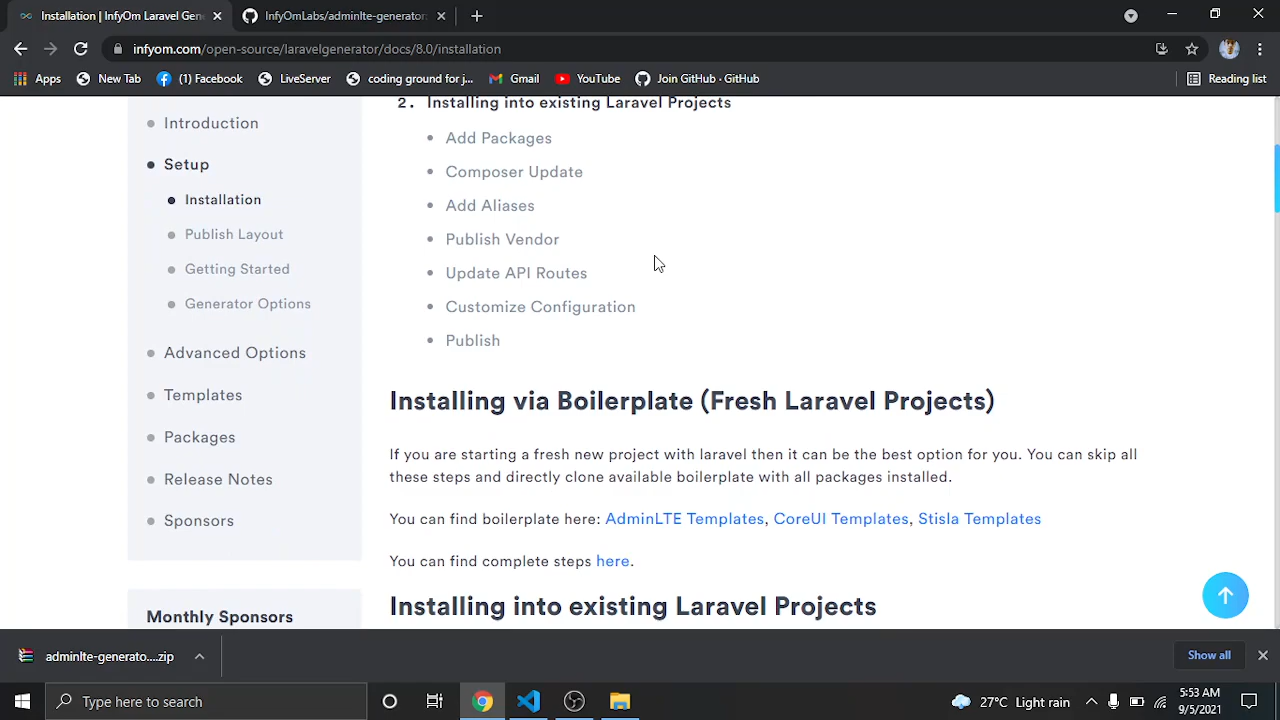 Installation | InfyOm Laravel Gen
InfyOmLabs/adminlte-generator
infyom.com/open-source/laravelgenerator/docs/8.0/installation
Apps
New Tab
(1) Facebook
LiveServer
coding ground for j...
Gmail
YouTube
Join GitHub · GitHub
Reading list
Introduction
Setup
Installation
Publish Layout
Getting Started
Generator Options
Advanced Options
Templates
Packages
Release Notes
Sponsors
Monthly Sponsors
2. Installing into existing Laravel Projects
Add Packages
Composer Update
Add Aliases
Publish Vendor
Update API Routes
Customize Configuration
Publish
Installing via Boilerplate (Fresh Laravel Projects)
If you are starting a fresh new project with laravel then it can be the best option for you. You can skip all
these steps and directly clone available boilerplate with all packages installed.
You can find boilerplate here: AdminLTE Templates, CoreUI Templates, Stisla Templates
You can find complete steps here.
Installing into existing Laravel Projects
adminlte-generato....zip
Show all
Type here to search
27°C Light rain
3:53 AM
9/5/2021